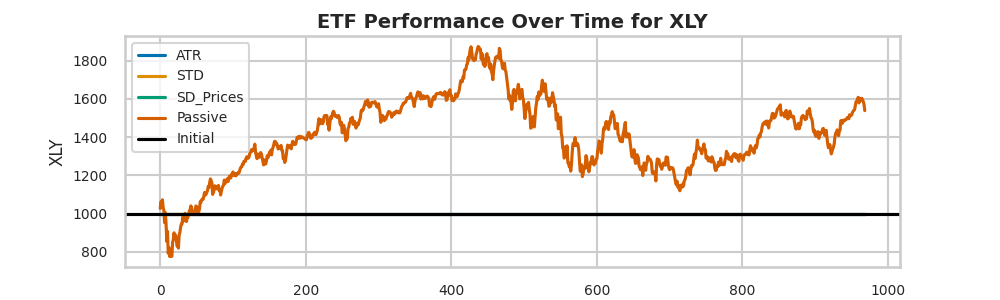 ETF Performance Over Time for XLY
XLY
1800
1600
1400
1200
1000
800
ATR
STD
SD_Prices
Passive
Initial
0
200
400
600
800
1000